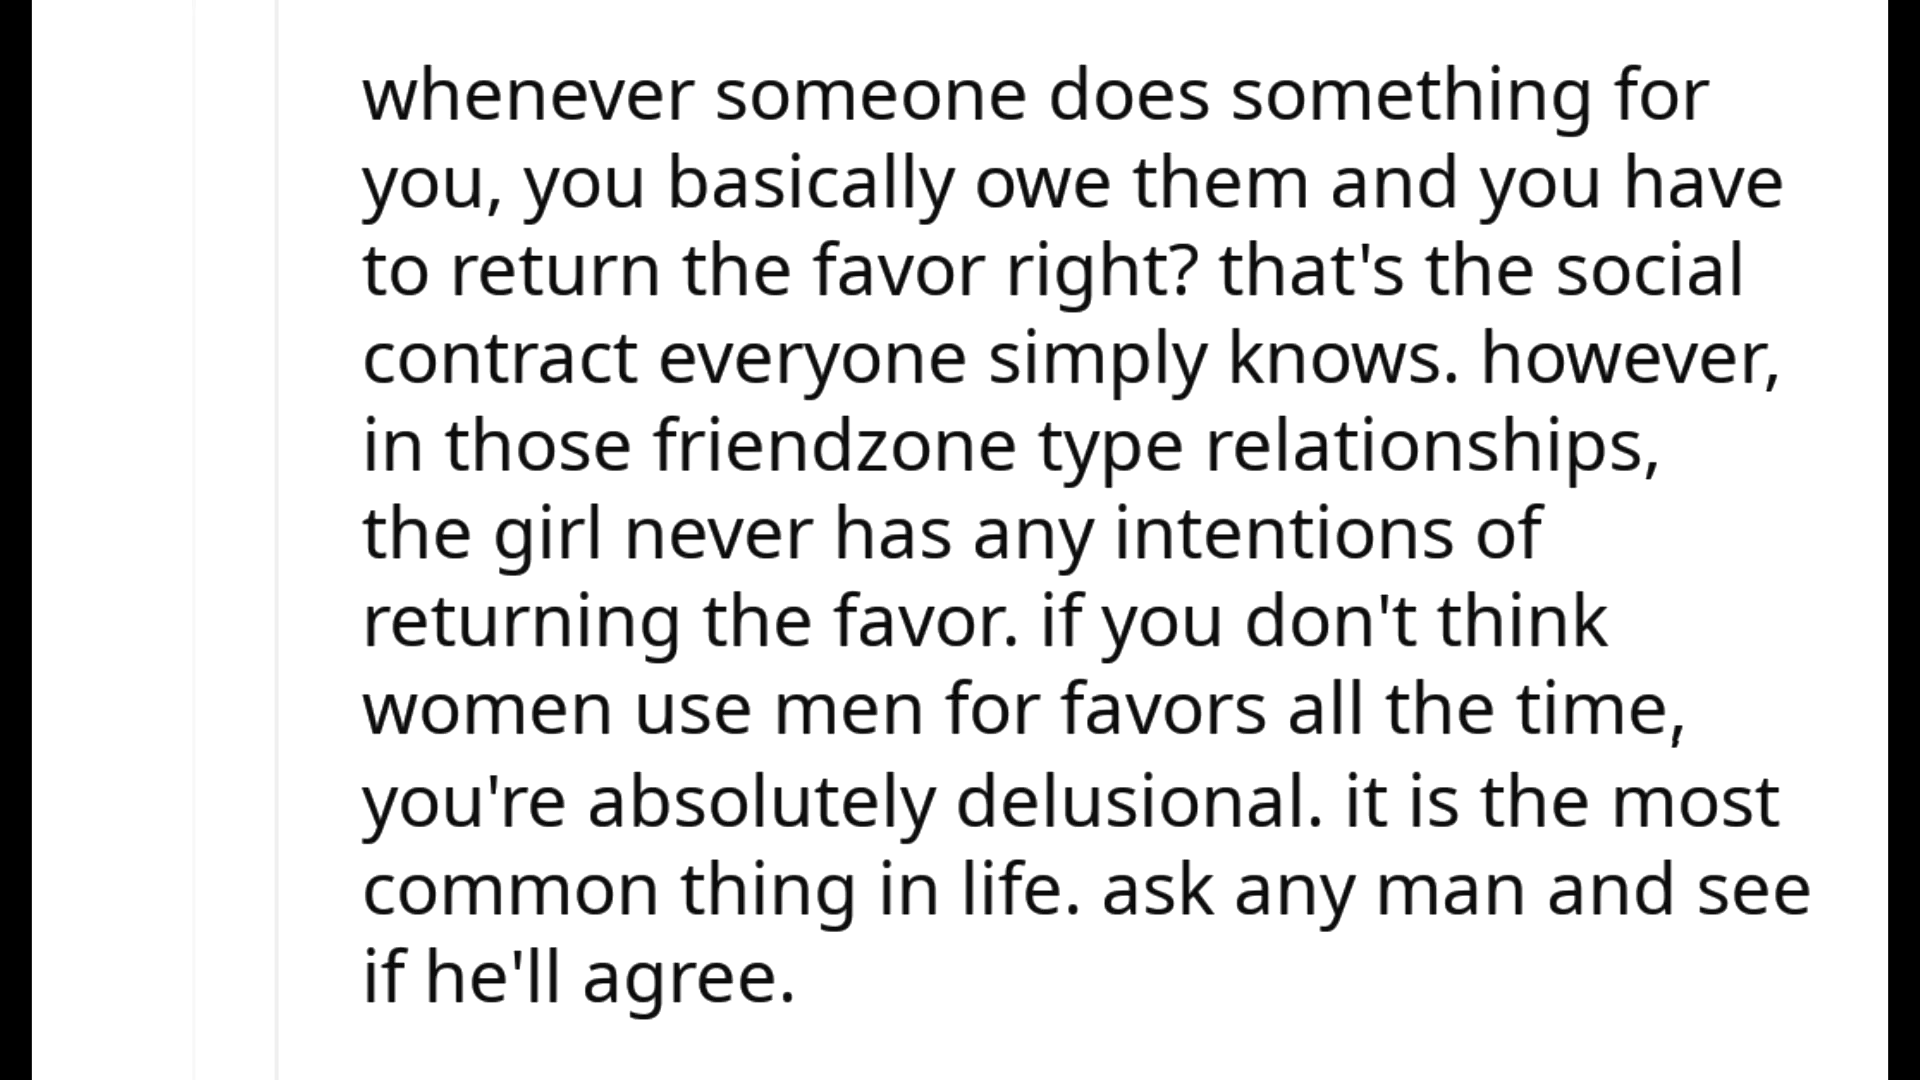 whenever someone does something for
you, you basically owe them and you have
to return the favor right? that's the social
contract everyone simply knows. however,
in those friendzone type relationships,
the girl never has any intentions of
returning the favor. if you don't think
women use men for favors all the time,
you're absolutely delusional. it is the most
common thing in life. ask any man and see
if he'll agree.